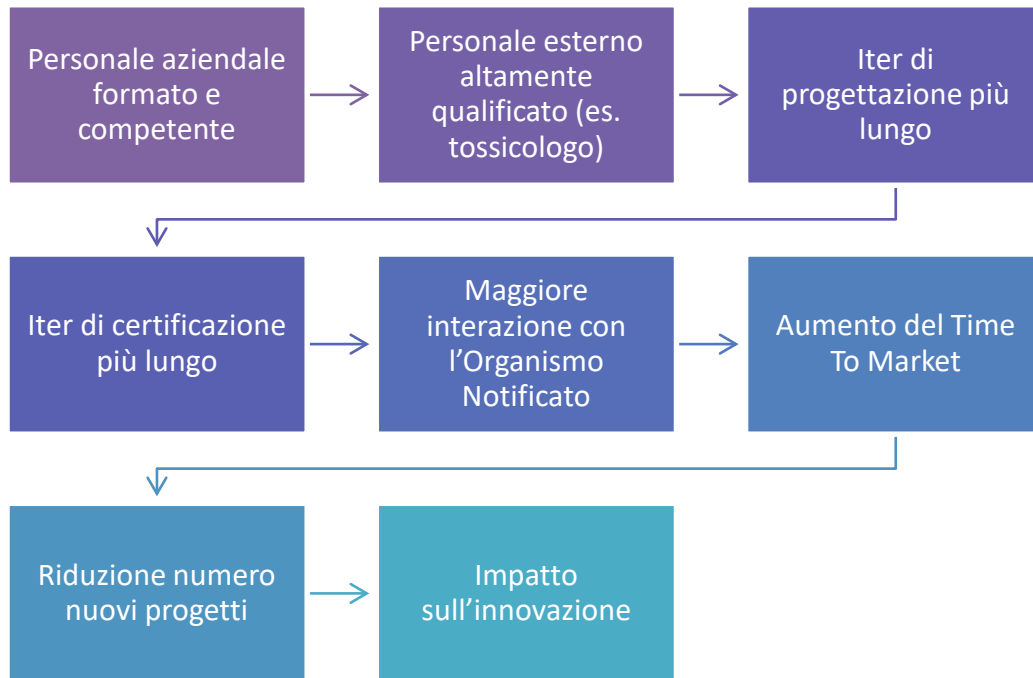 Personale aziendale
formato e
competente
Personale esterno
altamente
qualificato (es.
tossicologo)
Iter di
progettazione più
lungo
Iter di certificazione
più lungo
Maggiore
interazione con
l’Organismo
Notificato
Aumento del Time
To Market
Riduzione numero
nuovi progetti
Impatto
sull’innovazione